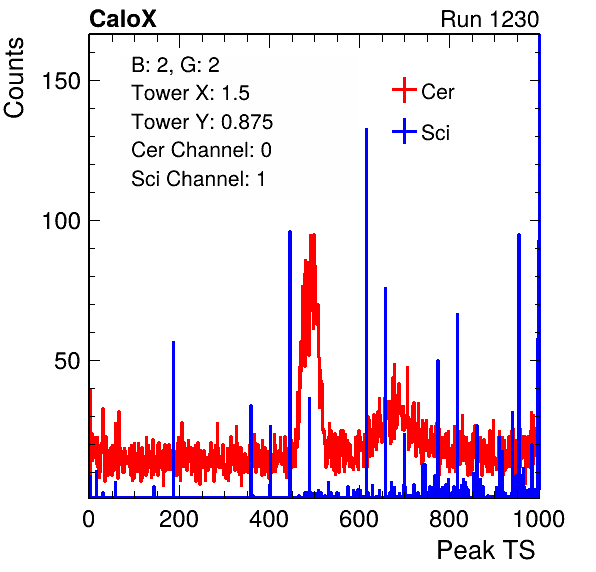 CaloX Run 1230
Counts
B: 2, G: 2
Tower X: 1.5
Tower Y: 0.875
Cer Channel: 0
Sci Channel: 1
Cer
Sci
150
100
50
0 200 400 600 800 1000
Peak TS